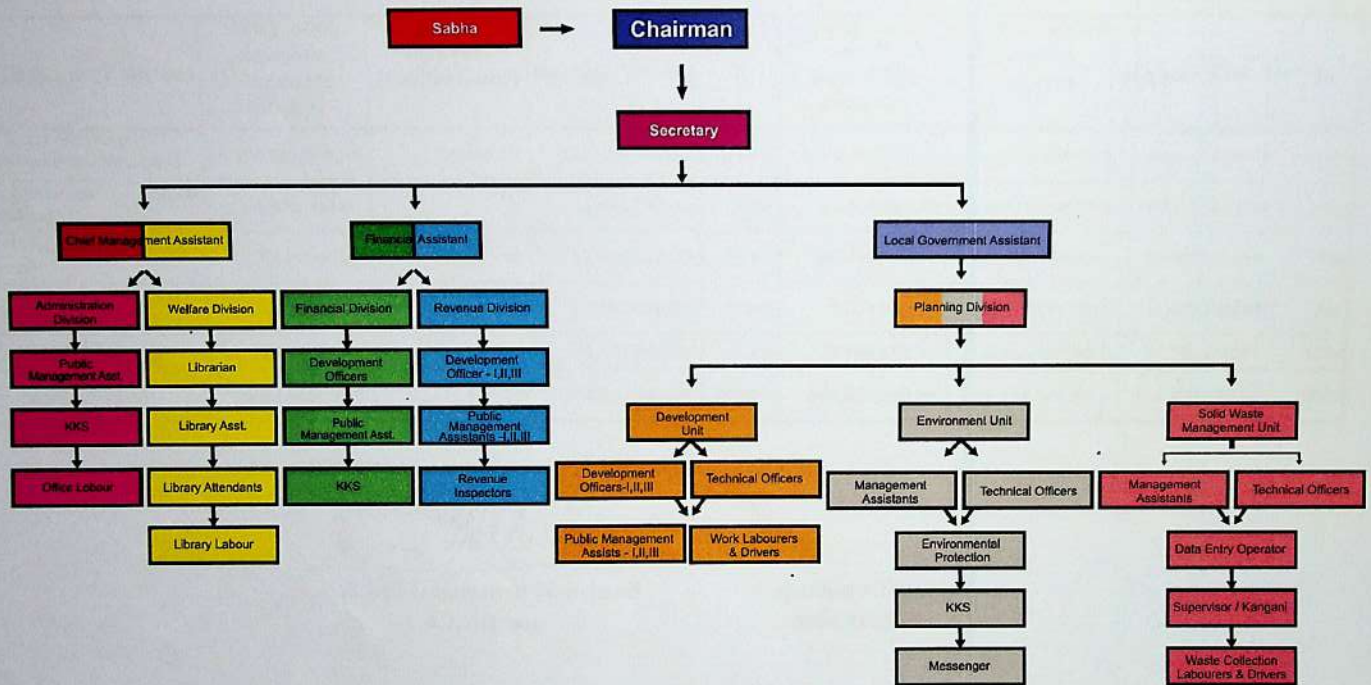 Sabha
Chairman
Secretary
Chief Management Assistant
Financial Assistant
Local Government Assistant
Administration
Division
Welfare Division
Financial Division
Revenue Division
Planning Division
Public
Management Asst.
Librarian
Development
Officers
Development
Officer - I,II,III
KKS
Library Asst.
Public
Management Asst.
Public
Management
Assistants -I,II,III
Development
Unit
Environment Unit
Solid Waste
Management Unit
Office Labour
Library Attendants
KKS
Revenue
Inspectors
Development
Officers-I,II,III
Technical Officers
Management
Assistants
Technical Officers
Management
Assistants
Technical Officers
Library Labour
Public Management
Assists - I,II,III
Work Labourers
& Drivers
Environmental
Protection
Data Entry Operator
KKS
Supervisor / Kangani
Messenger
Waste Collection
Labourers & Drivers